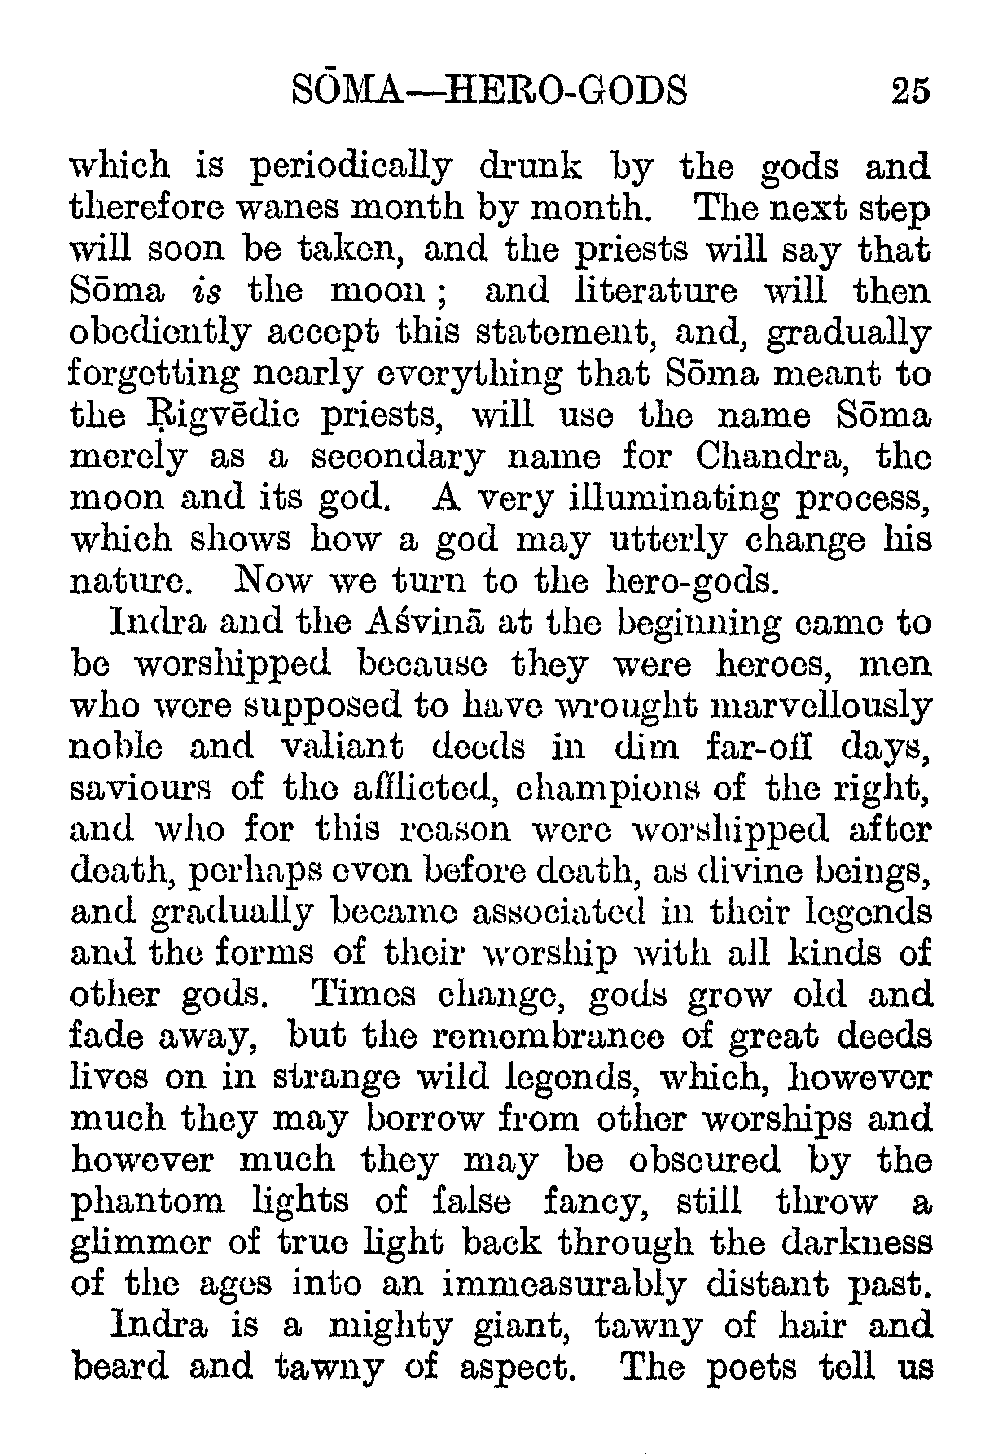 SŌMA—HERO-GODS 25
which is periodically drunk by the gods and
therefore wanes month by month. The next step
will soon be taken, and the priests will say that
Sōma is the moon; and literature will then
obediently accept this statement, and, gradually
forgetting nearly everything that Sōma meant to
the Ṛigvēdic priests, will use the name Sōma
merely as a secondary name for Chandra, the
moon and its god. A very illuminating process,
which shows how a god may utterly change his
nature. Now we turn to the hero-gods.
Indra and the Aśvinā at the beginning came to
be worshipped because they were heroes, men
who were supposed to have wrought marvellously
noble and valiant deeds in dim far-off days,
saviours of the afflicted, champions of the right,
and who for this reason were worshipped after
death, perhaps even before death, as divine beings,
and gradually became associated in their legends
and the forms of their worship with all kinds of
other gods. Times change, gods grow old and
fade away, but the remembrance of great deeds
lives on in strange wild legends, which, however
much they may borrow from other worships and
however much they may be obscured by the
phantom lights of false fancy, still throw a
glimmer of true light back through the darkness
of the ages into an immeasurably distant past.
Indra is a mighty giant, tawny of hair and
beard and tawny of aspect. The poets tell us